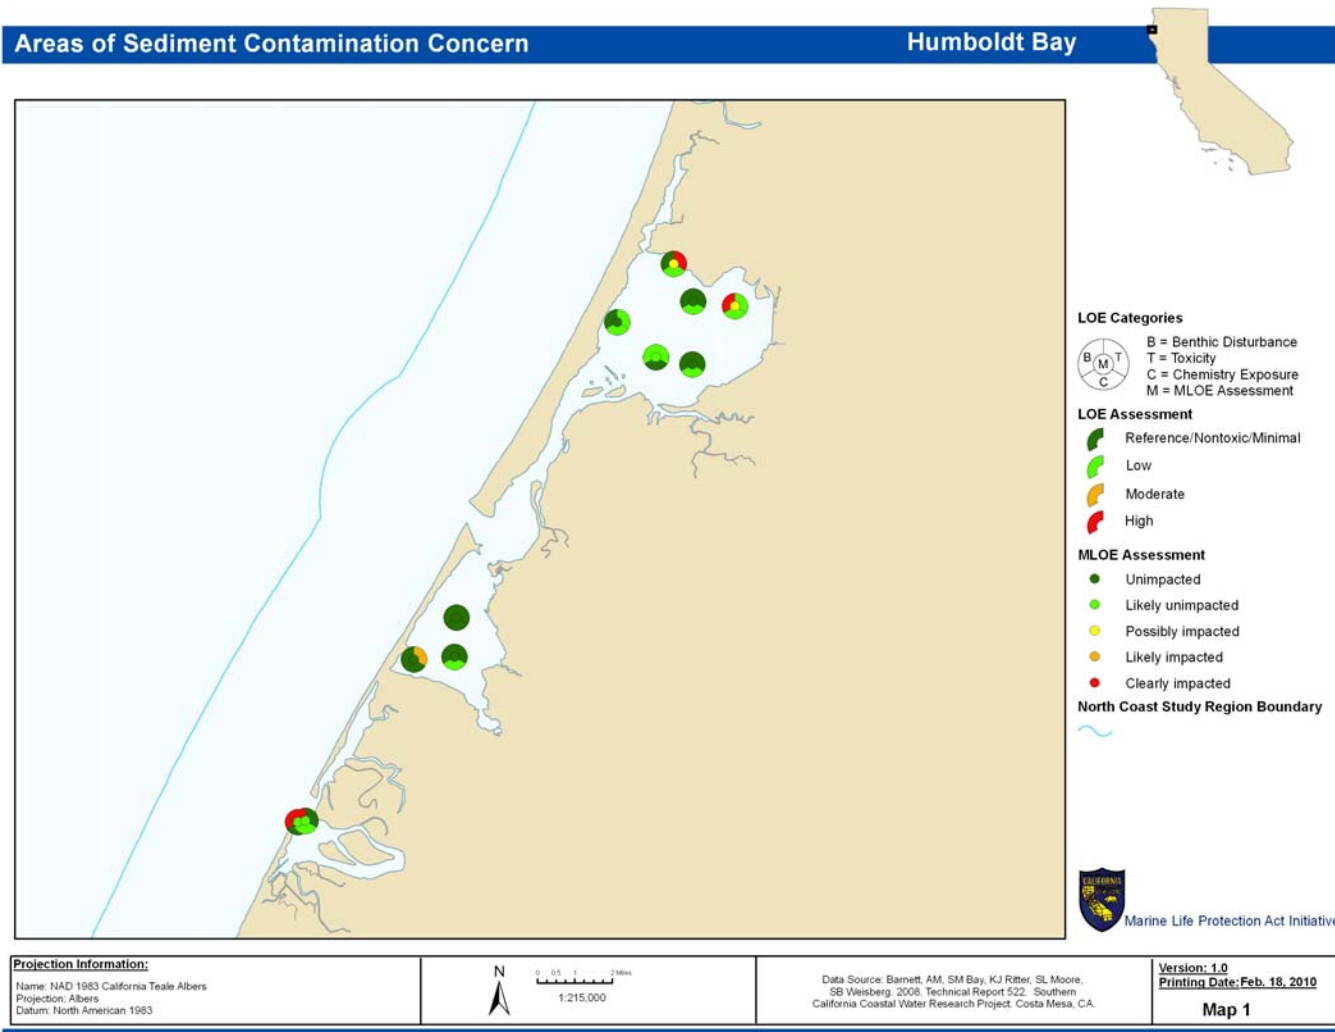 Areas of Sediment Contamination Concern
Humboldt Bay
LOE Categories
B
T
M
C
B = Benthic Disturbance
T = Toxicity
C = Chemistry Exposure
M = MLOE Assessment
LOE Assessment
Reference/Nontoxic/Minimal
Low
Moderate
High
MLOE Assessment
Unimpacted
Likely unimpacted
Possibly impacted
Likely impacted
Clearly impacted
North Coast Study Region Boundary
CALIFORNIA
Marine Life Protection Act Initiative
Projection Information:
Name: NAD 1983 California Teale Albers
Projection: Albers
Datum: North American 1983
N
0 0.5 1 2 Miles
1:215,000
Data Source: Barnett, AM, SM Bay, KJ Ritter, SL Moore,
SB Weisberg. 2008. Technical Report 522. Southern
California Coastal Water Research Project. Costa Mesa, CA.
Version: 1.0
Printing Date: Feb. 18, 2010
Map 1